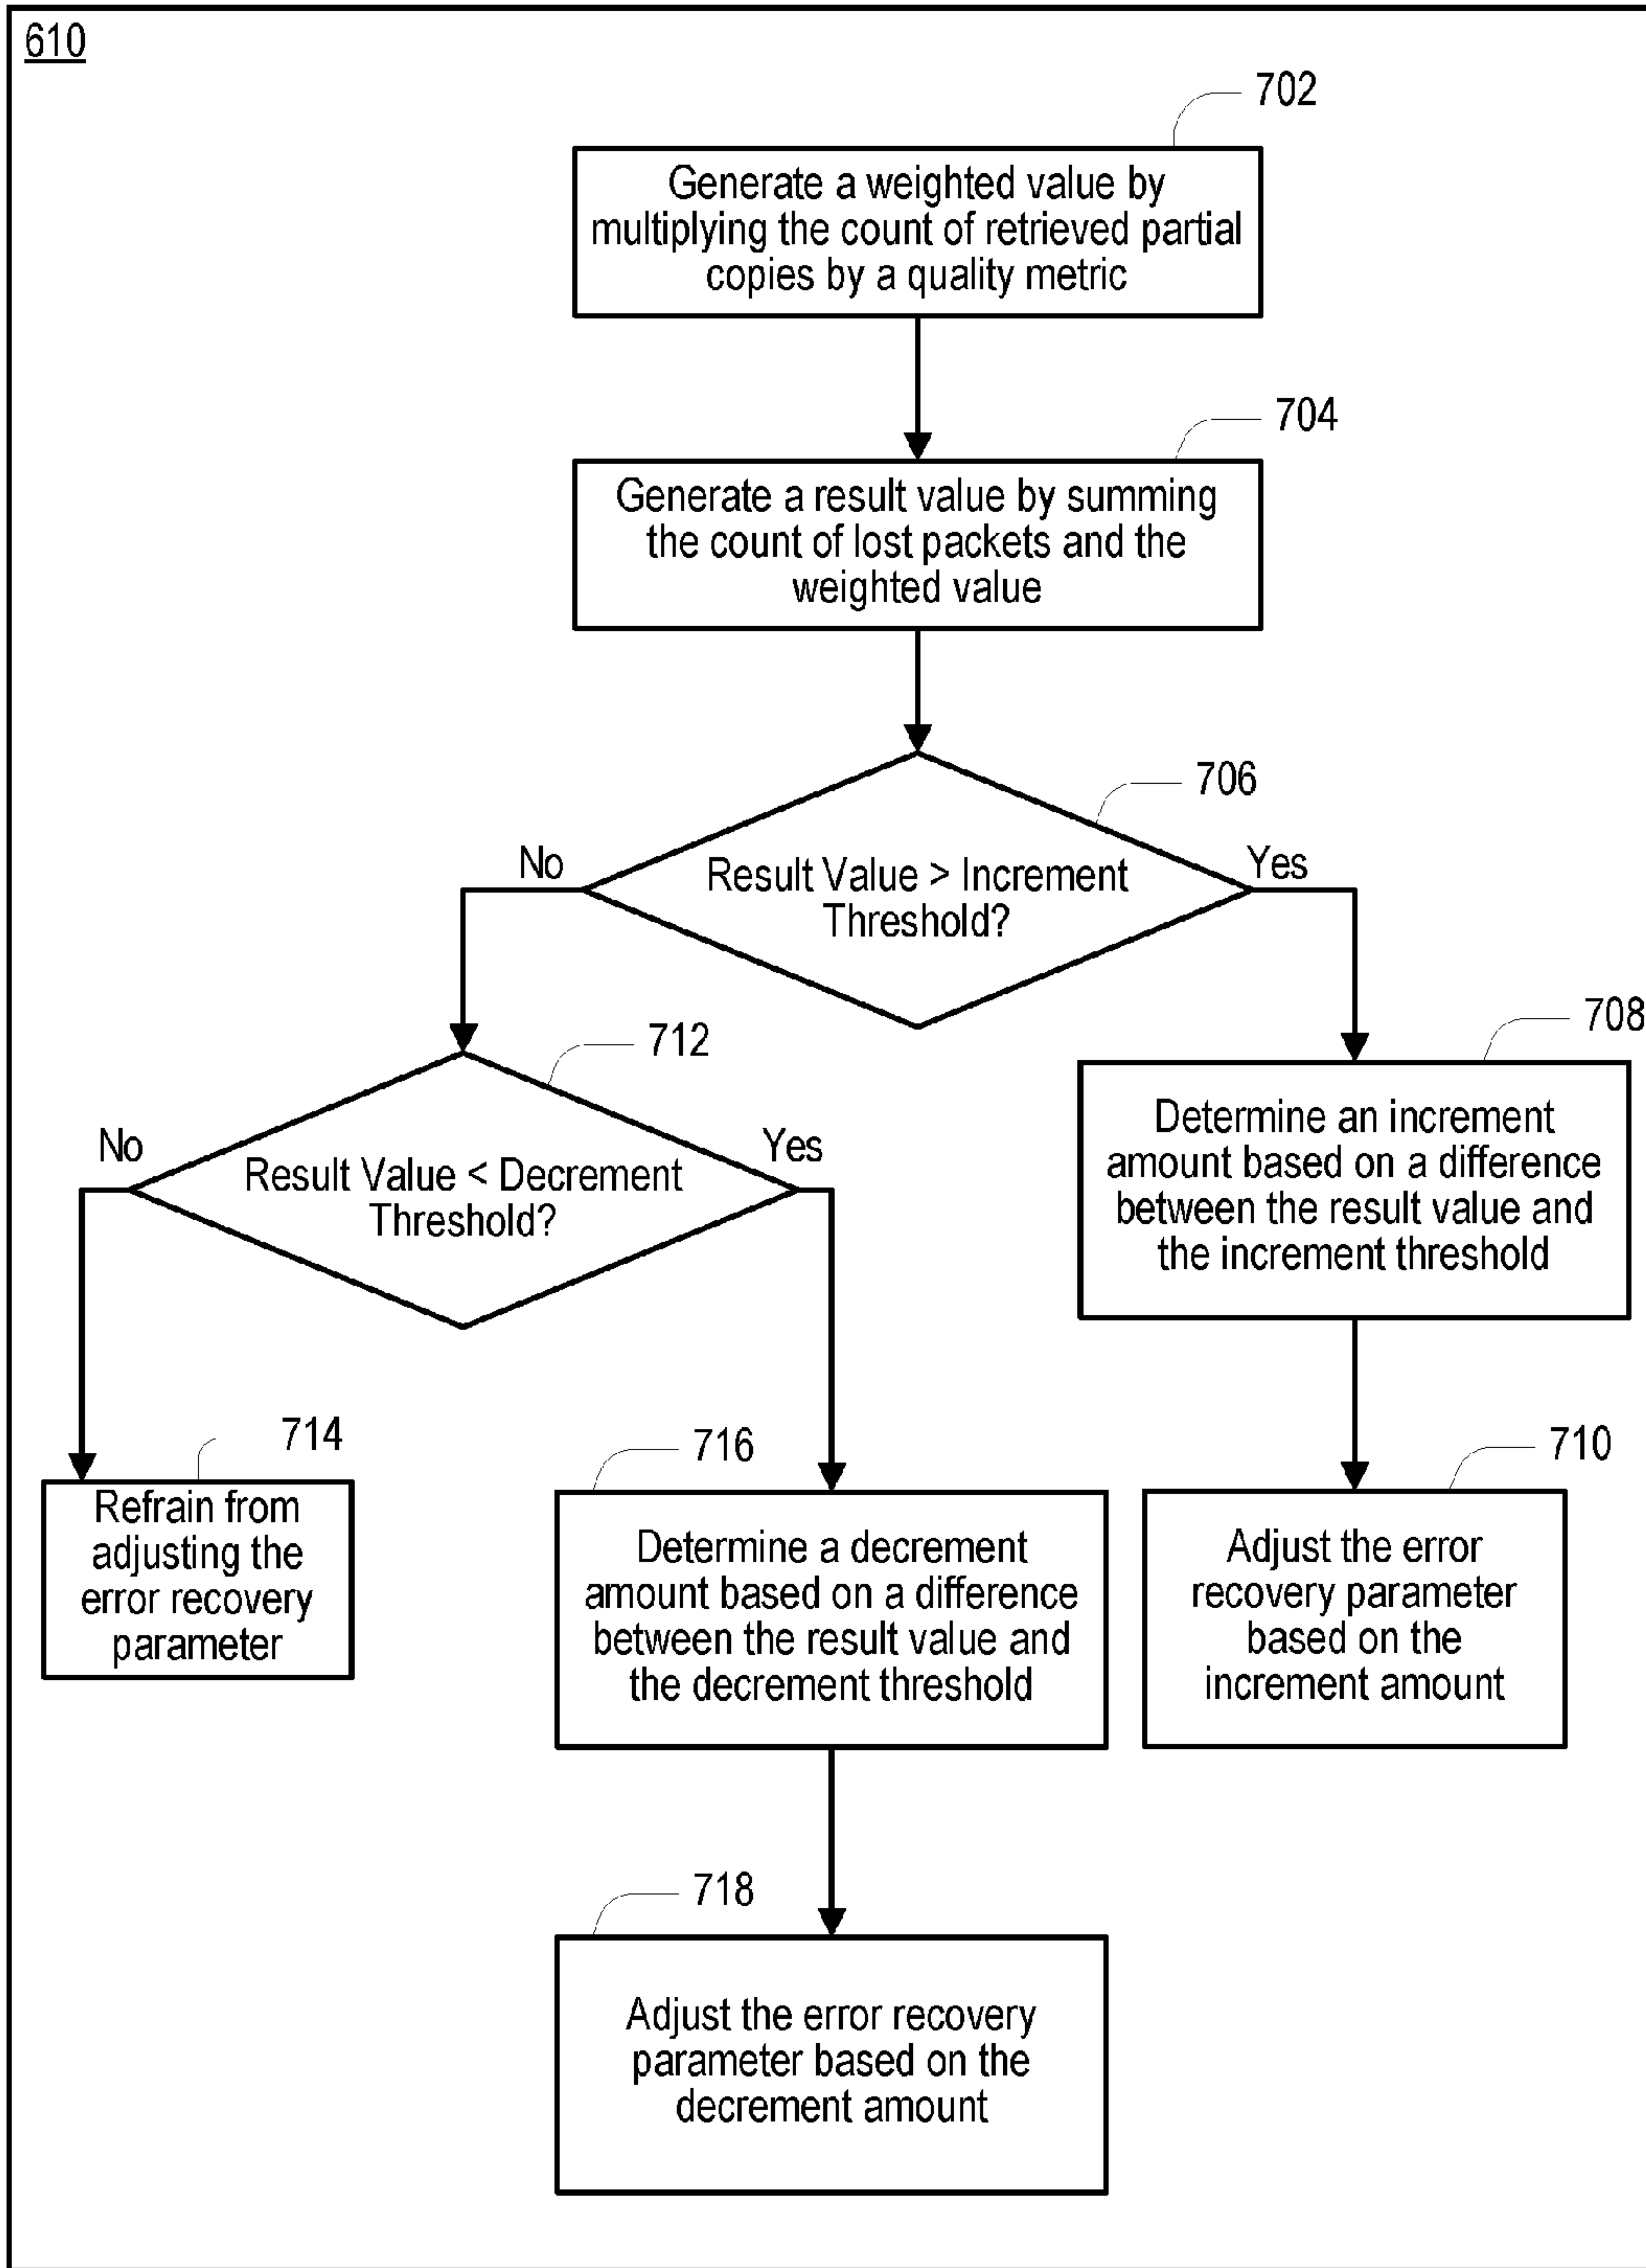 610
702
Generate a weighted value by
multiplying the count of retrieved partial
copies by a quality metric
704
Generate a result value by summing
the count of lost packets and the
weighted value
706
No
Result Value > Increment
Threshold?
Yes
708
Determine an increment
amount based on a difference
between the result value and
the increment threshold
712
No
Result Value < Decrement
Threshold?
Yes
714
Refrain from
adjusting the
error recovery
parameter
716
Determine a decrement
amount based on a difference
between the result value and
the decrement threshold
710
Adjust the error
recovery parameter
based on the
increment amount
718
Adjust the error recovery
parameter based on the
decrement amount